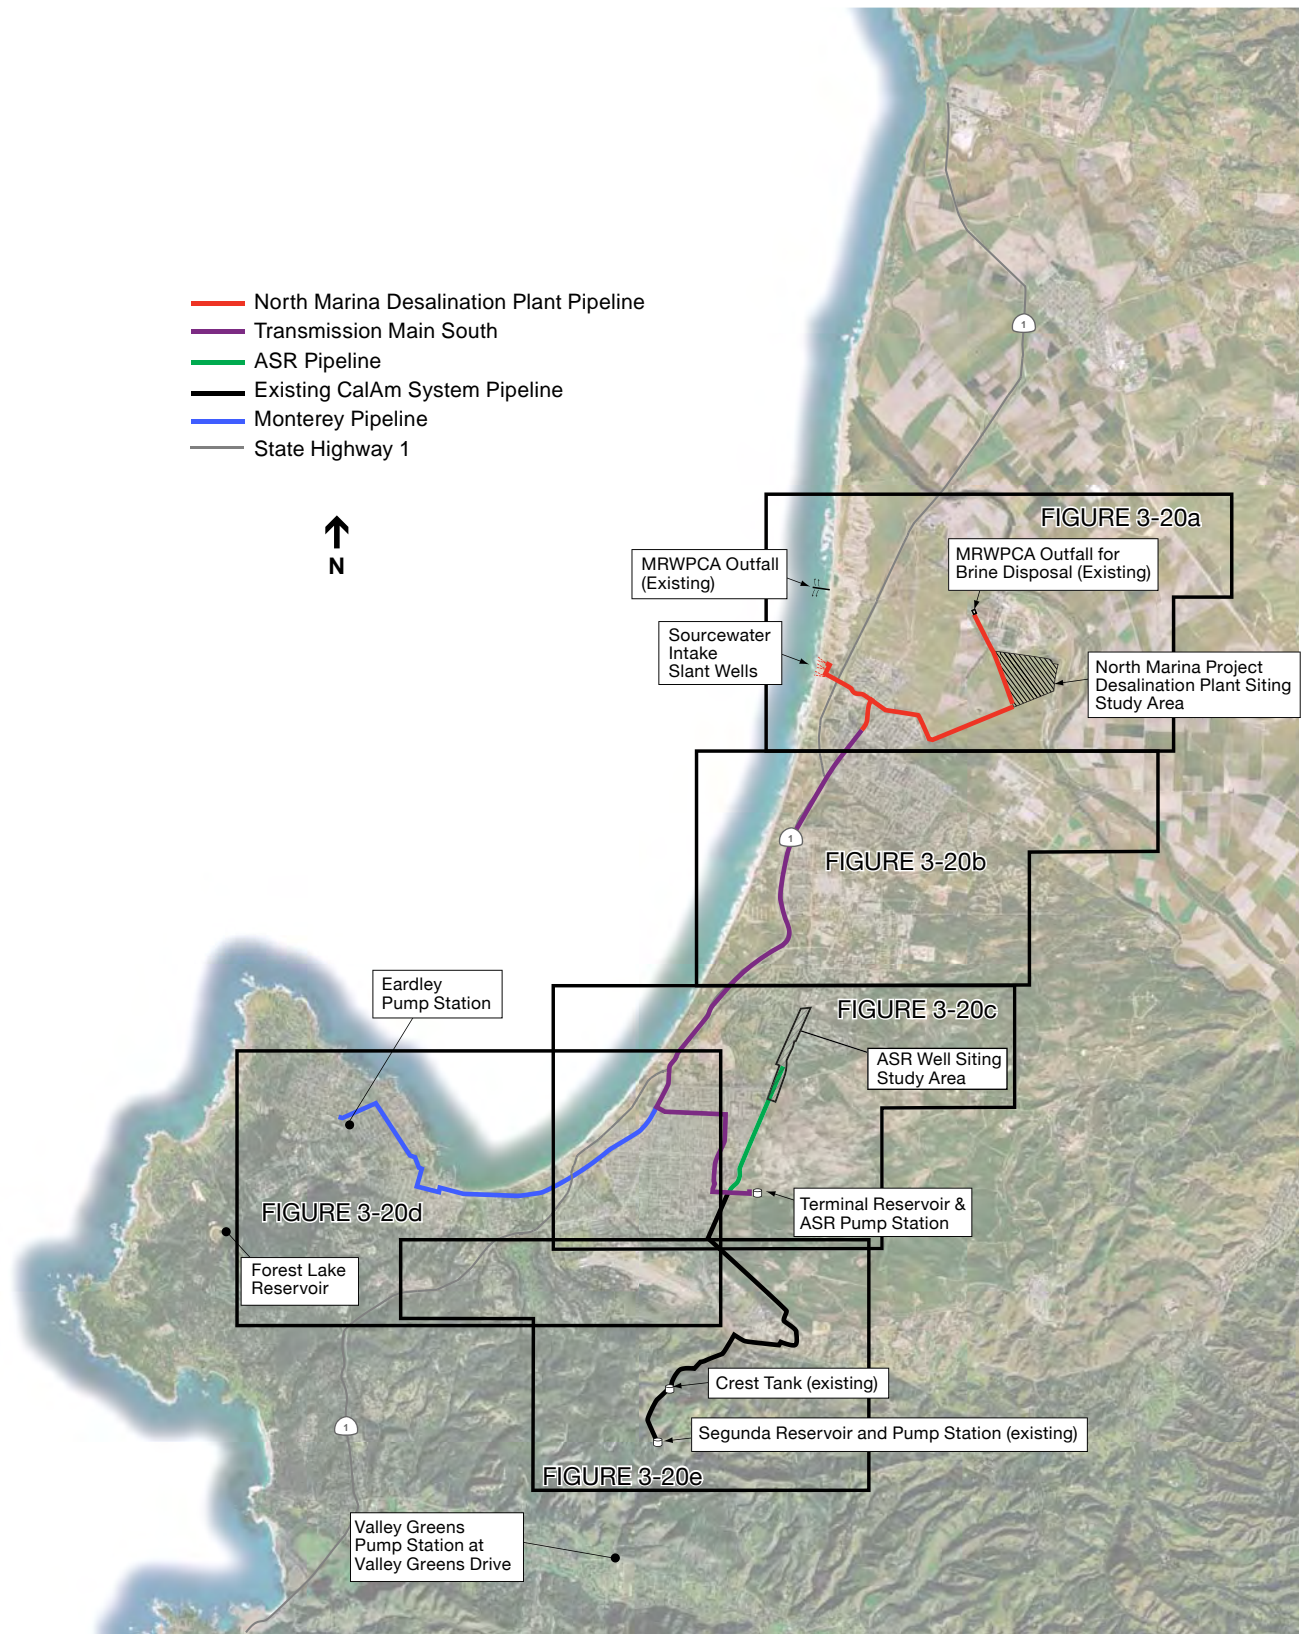 North Marina Desalination Plant Pipeline
Transmission Main South
ASR Pipeline
Existing CalAm System Pipeline
Monterey Pipeline
State Highway 1
N
1
FIGURE 3-20a
MRWPCA Outfall
(Existing)
MRWPCA Outfall for
Brine Disposal (Existing)
Sourcewater
Intake
Slant Wells
North Marina Project
Desalination Plant Siting
Study Area
1
FIGURE 3-20b
Eardley
Pump Station
FIGURE 3-20c
ASR Well Siting
Study Area
FIGURE 3-20d
Terminal Reservoir &
ASR Pump Station
Forest Lake
Reservoir
Crest Tank (existing)
1
Segunda Reservoir and Pump Station (existing)
FIGURE 3-20e
Valley Greens
Pump Station at
Valley Greens Drive